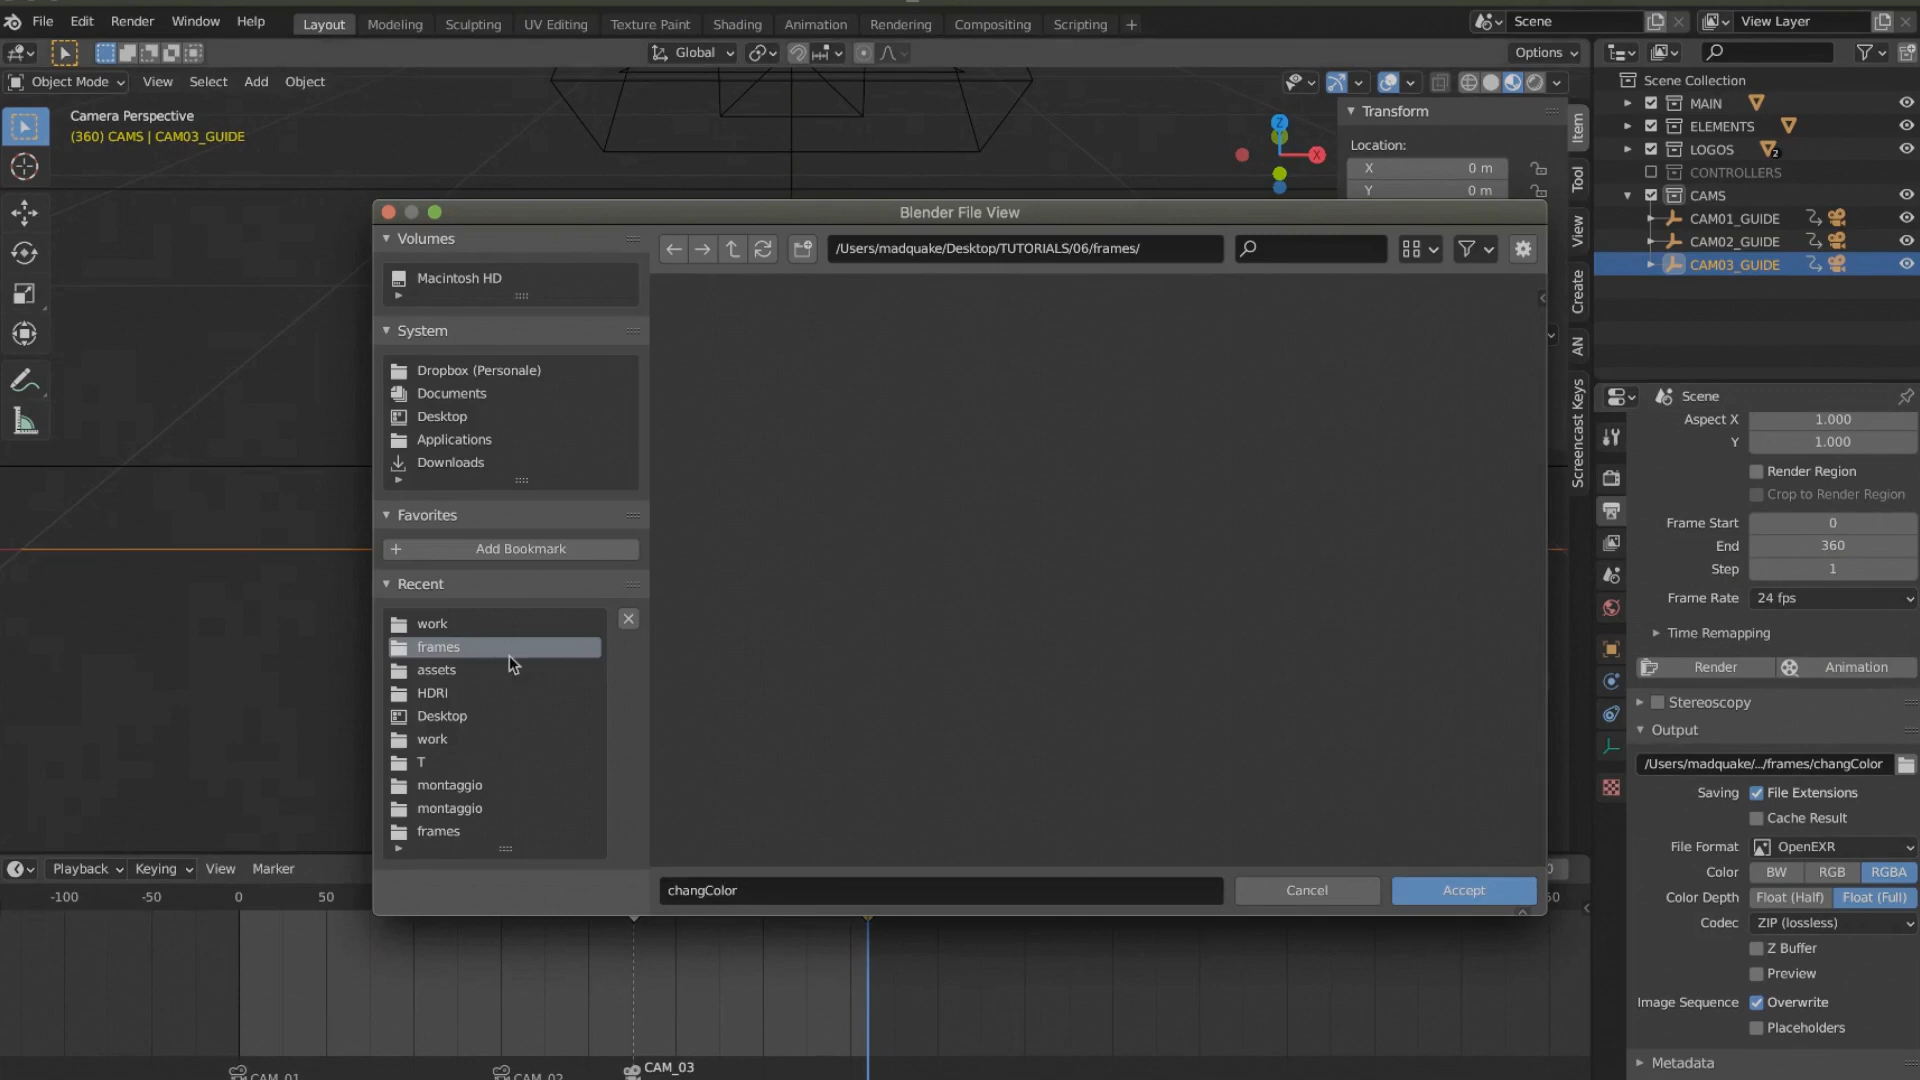 File Edit Render Window Help Layout Modeling Sculpting UV Editing Texture Paint Shading Animation Rendering Compositing Scripting + Scene View Layer
Global Options
Object Mode View Select Add Object
Camera Perspective
(360) CAMS | CAM03_GUIDE
Z
X
Transform
Location:
X 0 m
Y 0 m
Item
Tool
View
Create
AN
Screencast Keys
Scene Collection
MAIN
ELEMENTS
LOGOS 2
CONTROLLERS
CAMS
CAM01_GUIDE
CAM02_GUIDE
CAM03_GUIDE
Blender File View
Volumes
Macintosh HD
System
Dropbox (Personale)
Documents
Desktop
Applications
Downloads
Favorites
Add Bookmark
Recent
work
frames
assets
HDRI
Desktop
work
T
montaggio
montaggio
frames
/Users/madquake/Desktop/TUTORIALS/06/frames/
changColor Cancel Accept
Scene
Aspect X 1.000
Y 1.000
Render Region
Crop to Render Region
Frame Start 0
End 360
Step 1
Frame Rate 24 fps
Time Remapping
Render Animation
Stereoscopy
Output
/Users/madquake/.../frames/changColor
Saving File Extensions
Cache Result
File Format OpenEXR
Color BW RGB RGBA
Color Depth Float (Half) Float (Full)
Codec ZIP (lossless)
Z Buffer
Preview
Image Sequence Overwrite
Placeholders
Metadata
Playback Keying View Marker
-100 -50 0 50
CAM_01 CAM_02 CAM_03